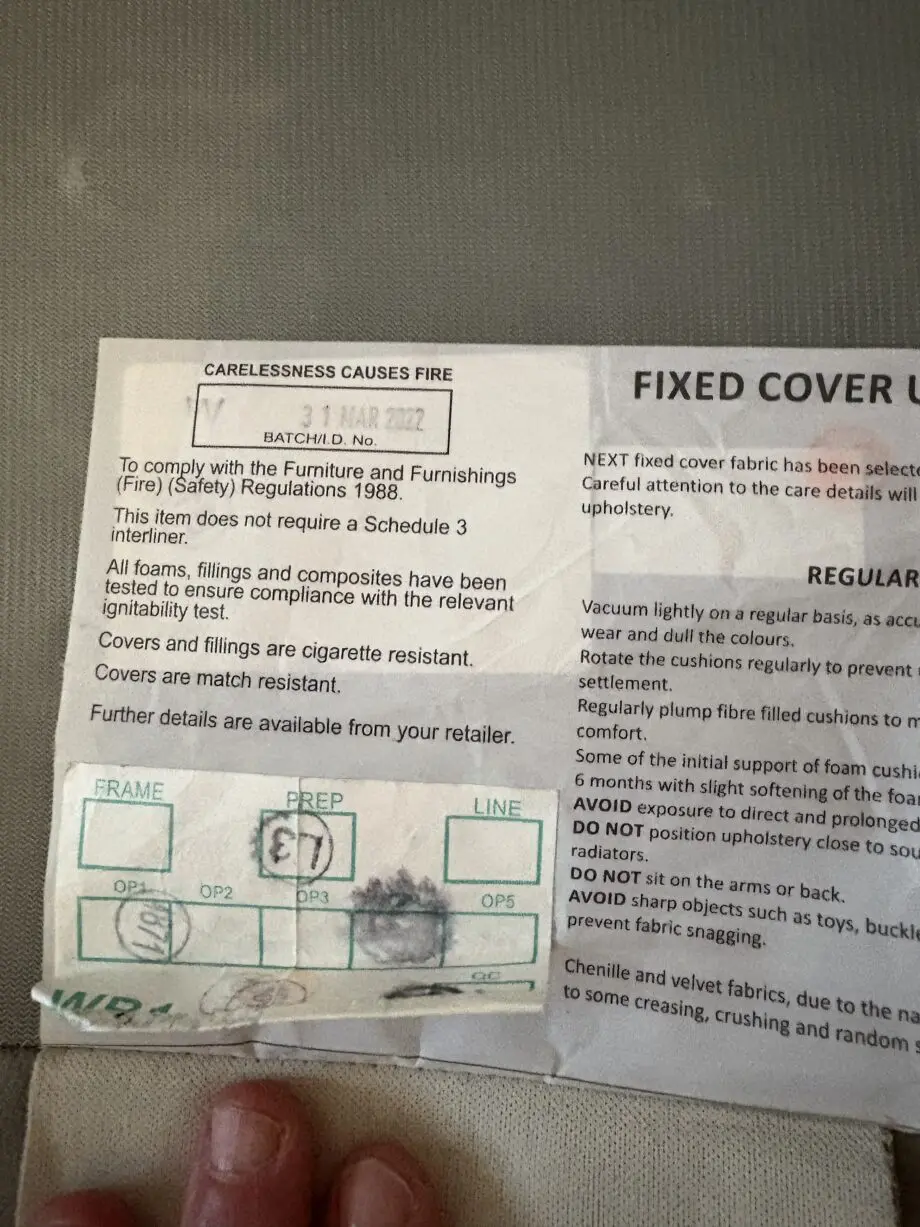 CARELESSNESS CAUSES FIRE
31 MAR 2022
BATCH/I.D. No.
To comply with the Furniture and Furnishings
(Fire) (Safety) Regulations 1988.
This item does not require a Schedule 3
interliner.
All foams, fillings and composites have been
tested to ensure compliance with the relevant
ignitability test.
Covers and fillings are cigarette resistant.
Covers are match resistant.
Further details are available from your retailer.
FRAME
PREP
LINE
L3
OP1
OP2
OP3
OP5
QC
FIXED COVER
NEXT fixed cover fabric has been
Careful attention to the care details will
upholstery.
REGULAR
Vacuum lightly on a regular basis, as
wear and dull the colours.
Rotate the cushions regularly to prevent
settlement.
Regularly plump fibre filled cushions to
comfort.
Some of the initial support of foam
6 months with slight softening of the
AVOID exposure to direct and prolonged
DO NOT position upholstery close to
radiators.
DO NOT sit on the arms or back.
AVOID sharp objects such as toys,
prevent fabric snagging.
Chenille and velvet fabrics, due to the
to some creasing, crushing and random